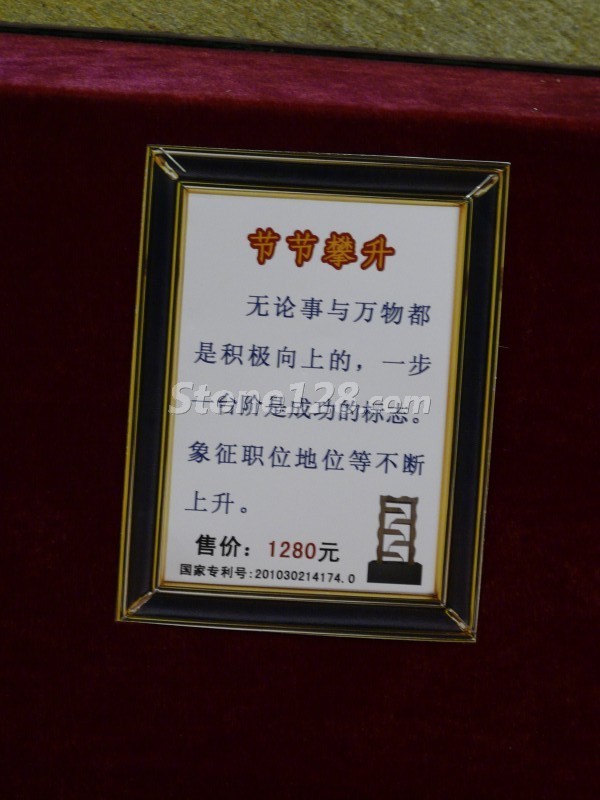 节节攀升
无论事与万物都
是积极向上的，一步
一台阶是成功的标志。
象征职位地位等不断
上升。
售价：1280元
国家专利号:201030214174.0
Stone128.com